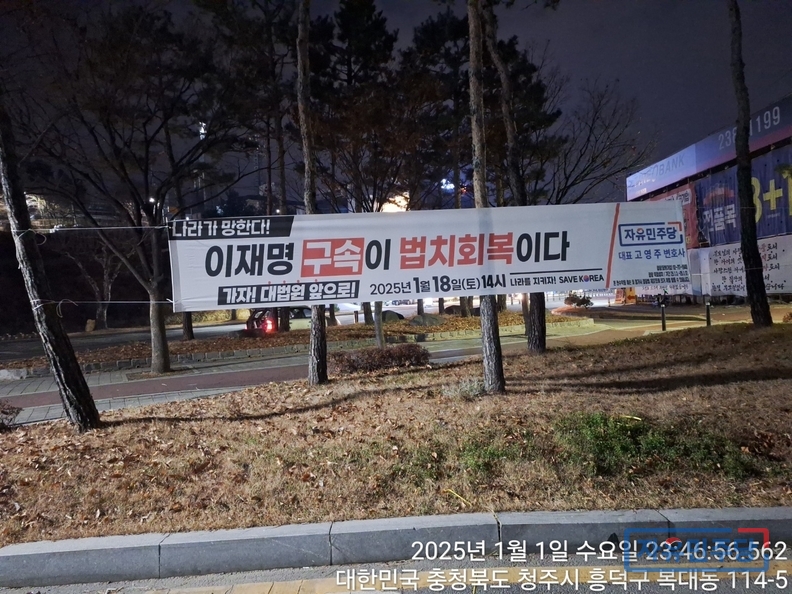 나라가 망한다!
이재명 구속이 법치회복이다
가자! 대법원 앞으로!
2025년 1월 18일(토) 14시
나라를 지키자! SAVE KOREA
자유민주당
대표 고 영 주 변호사
BANK
1199
2025년 1월 1일 수요일 23:46:56.562
대한민국 충청북도 청주시 흥덕구 목대농 114-5